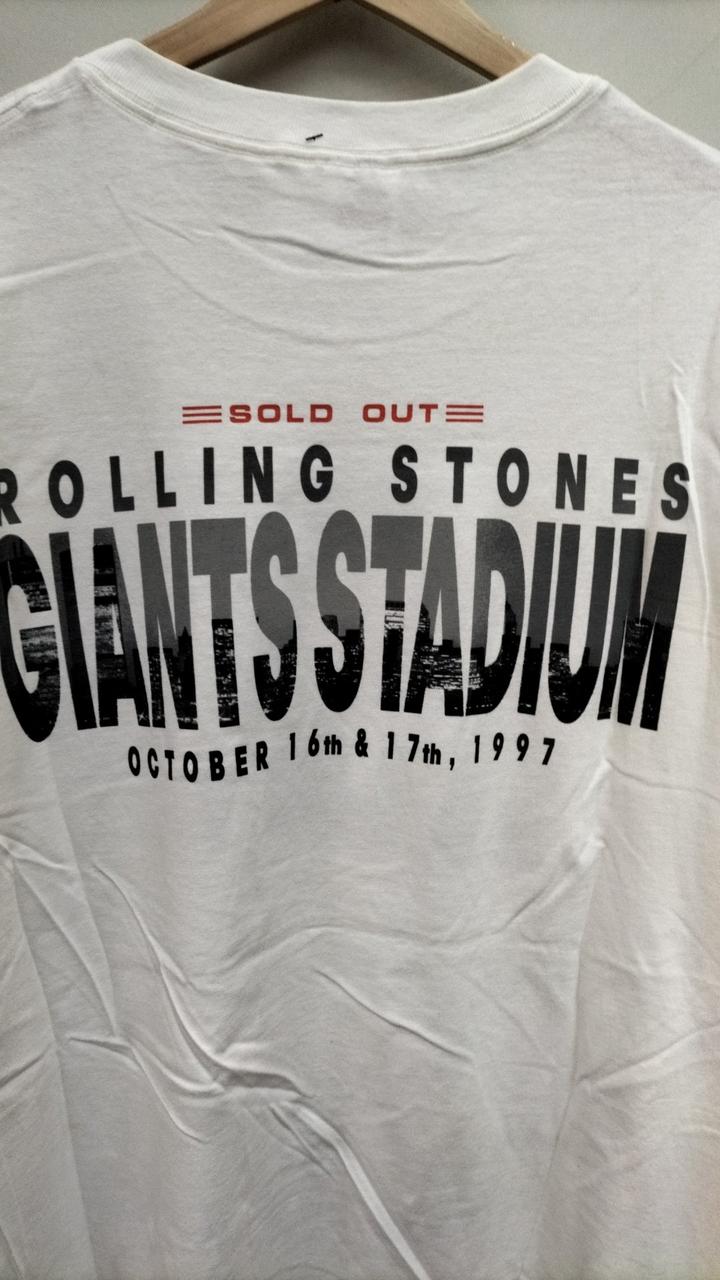 SOLD OUT
ROLLING STONES
GIANTS STADIUM
OCTOBER 16th & 17th, 1997